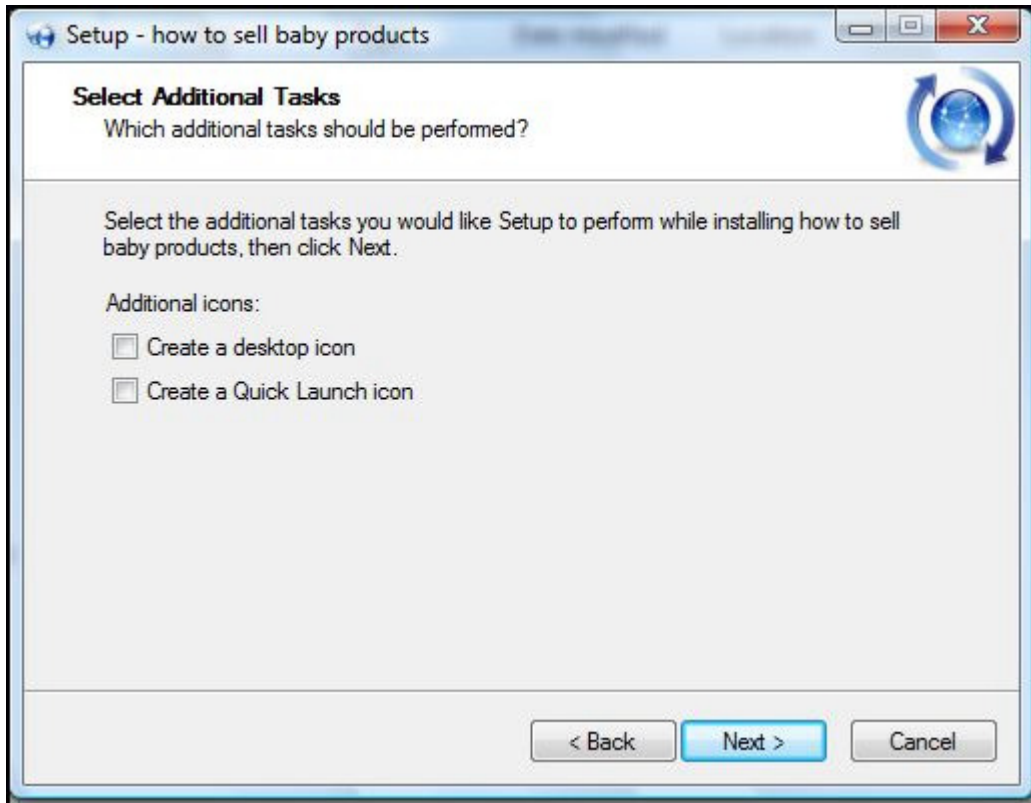 Setup - how to sell baby products
Select Additional Tasks
Which additional tasks should be performed?
Select the additional tasks you would like Setup to perform while installing how to sell
baby products, then click Next.
Additional icons:
Create a desktop icon
Create a Quick Launch icon
< Back
Next >
Cancel